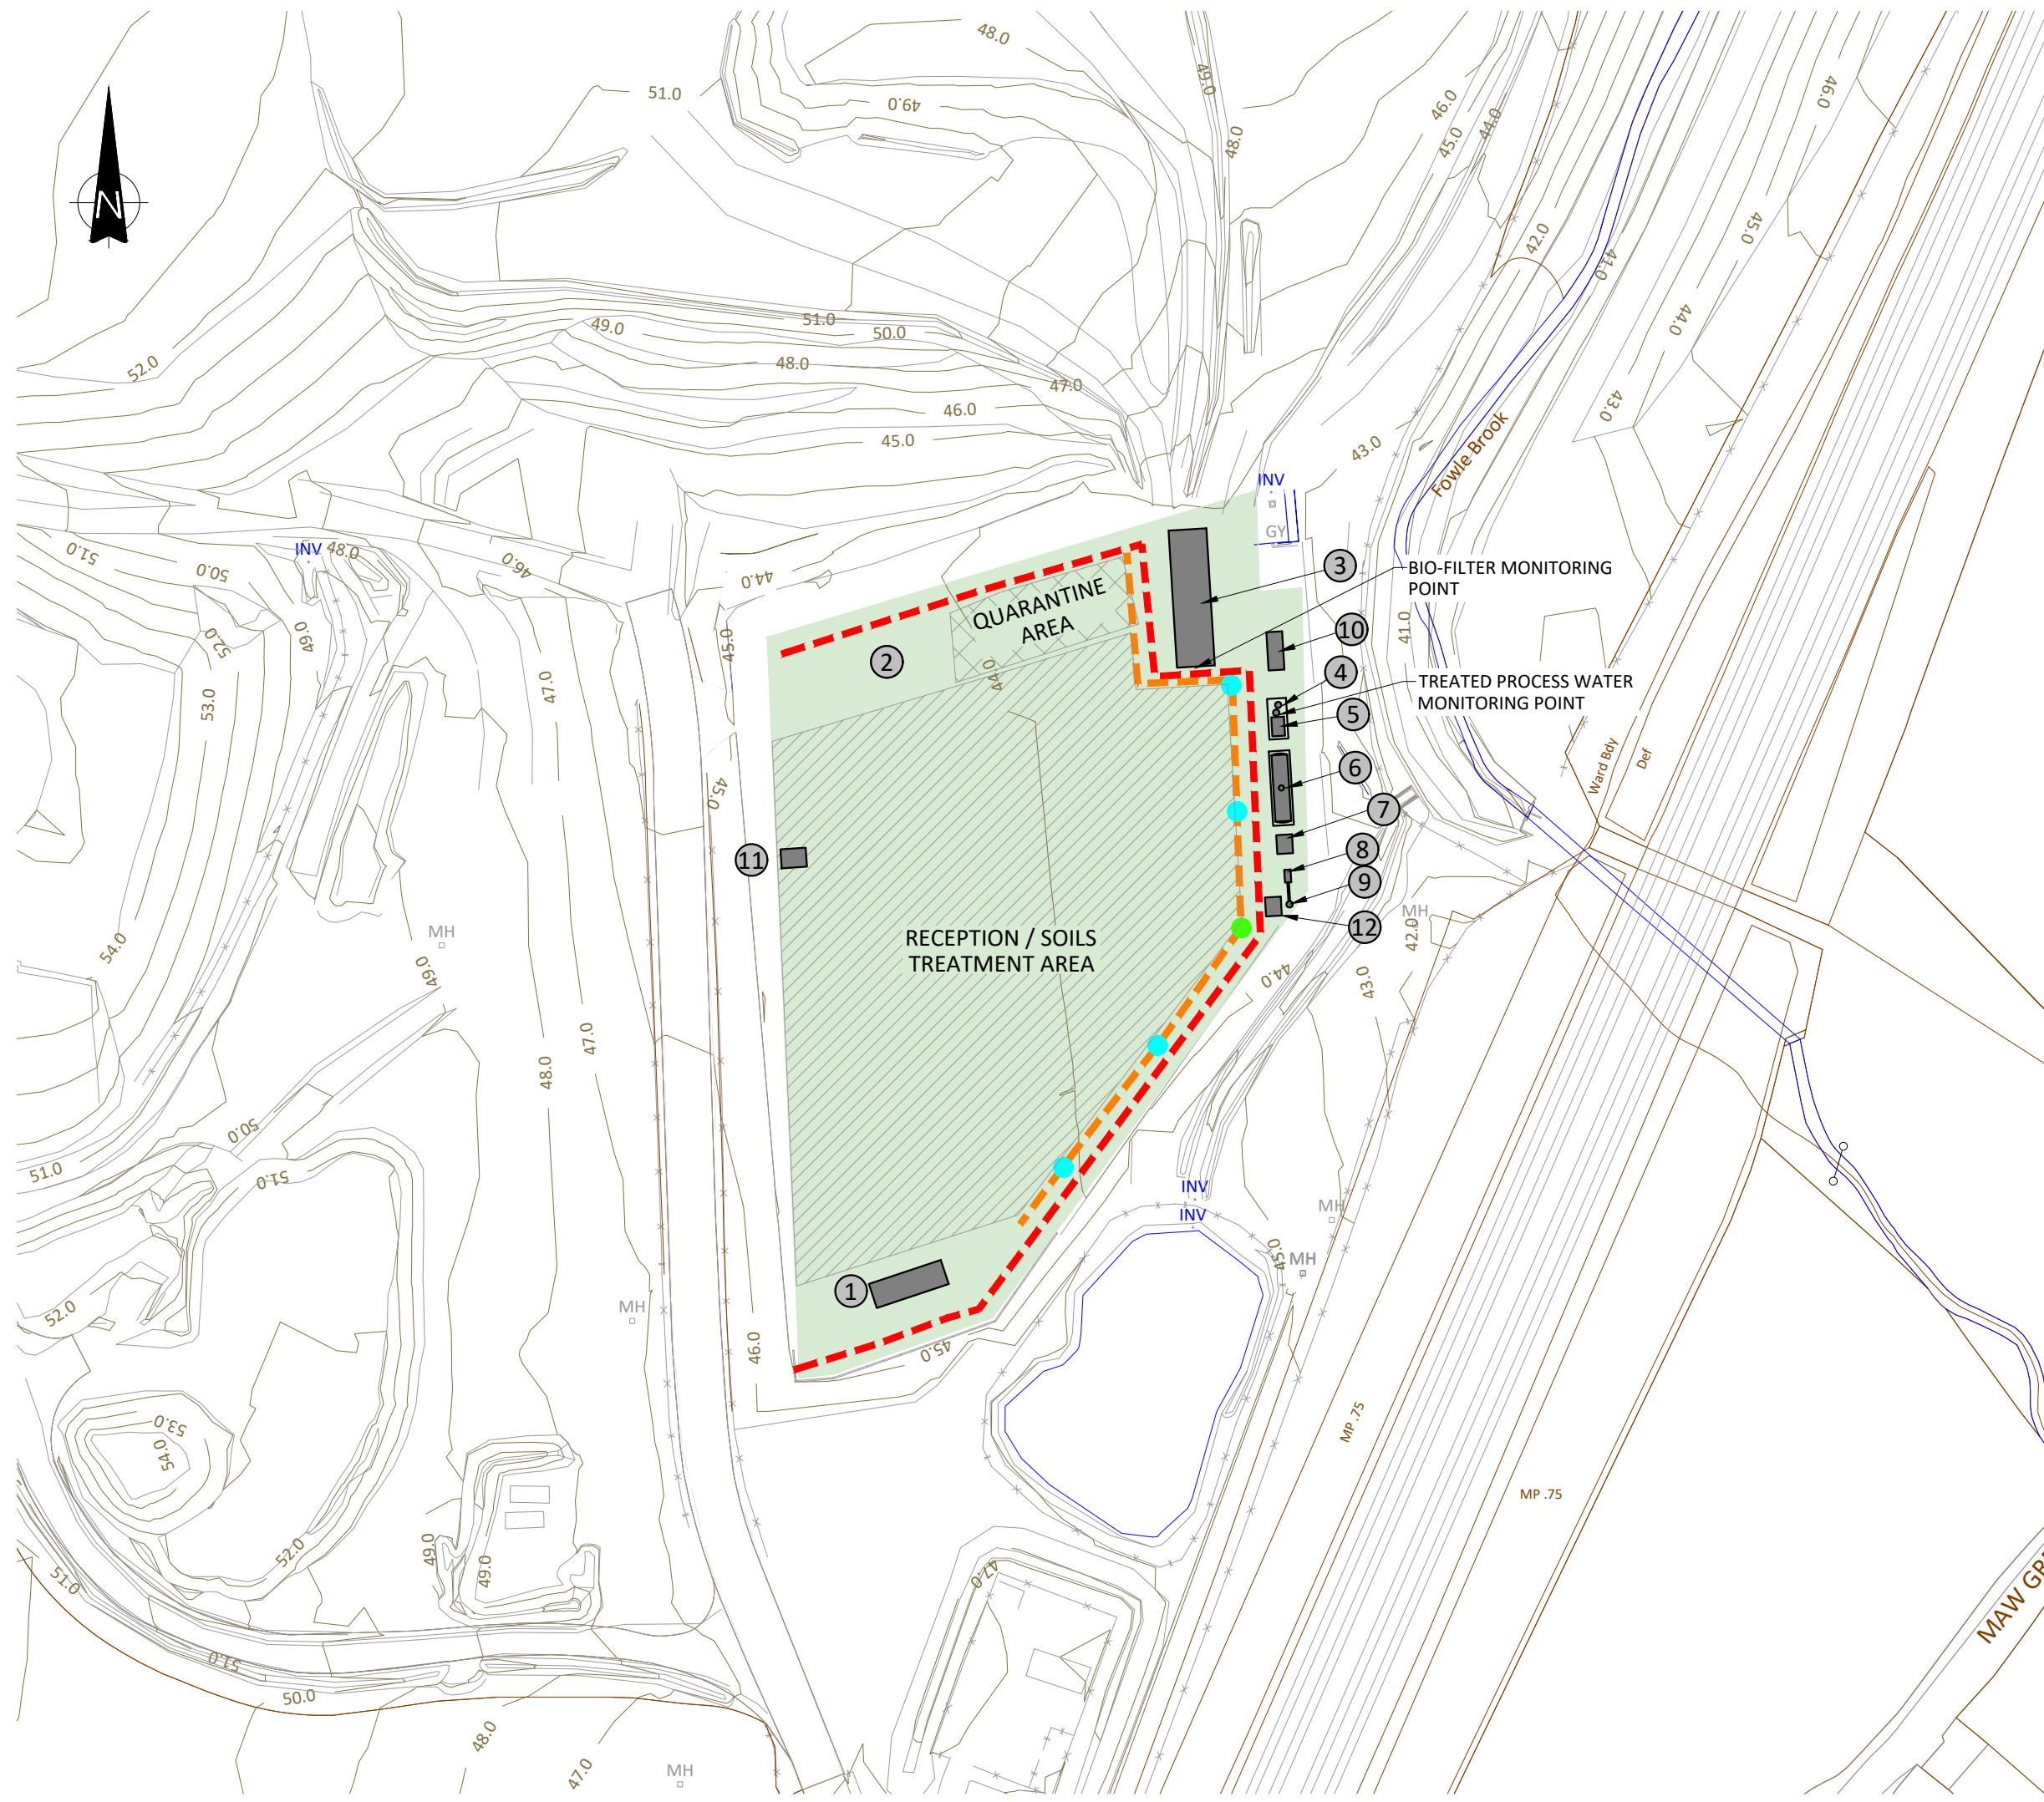 48.0
51.0
49.0
49.0
48.0
46.0
45.0
44.0
46.0
N
42.0
41.0
45.0
44.0
43.0
52.0
49.0
51.0
50.0
48.0
47.0
46.0
45.0
43.0
Fowle Brook
INV
GY
51.0
50.0
INV
48.0
46.0
44.0
QUARANTINE
AREA
3
BIO-FILTER MONITORING
POINT
10
41.0
52.0
49.0
45.0
2
44.0
4
TREATED PROCESS WATER
MONITORING POINT
5
53.0
47.0
45.0
6
7
Ward Bdy
Def
11
8
9
12
MH
42.0
54.0
MH
49.0
RECEPTION / SOILS
TREATMENT AREA
44.0
43.0
47.0
48.0
50.0
51.0
51.0
INV
INV
MH
45.0
MH
1
52.0
MH
46.0
45.0
53.0
54.0
MP .75
MP .75
49.0
49.0
52.0
51.0
47.0
MAW GR
51.0
50.0
48.0
47.0
MH